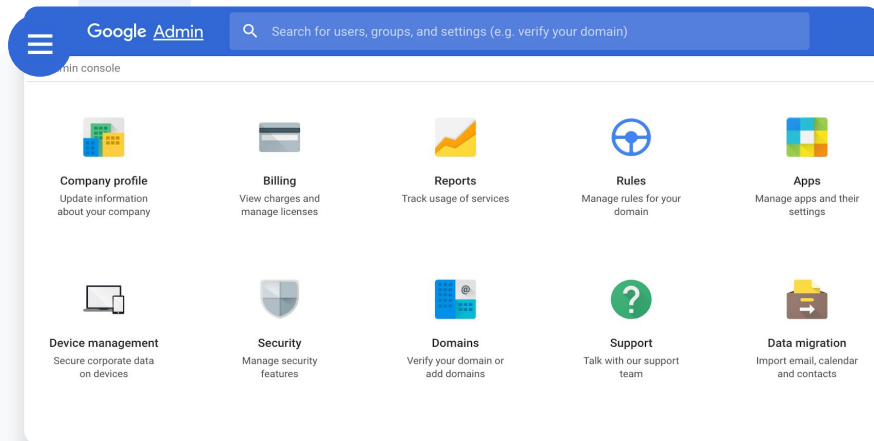 Google Admin
Search for users, groups, and settings (e.g. verify your domain)
min console
Company profile
Update information
about your company
Billing
View charges and
manage licenses
Reports
Track usage of services
Rules
Manage rules for your
domain
Apps
Manage apps and their
settings
Device management
Secure corporate data
on devices
Security
Manage security
features
Domains
Verify your domain or
add domains
@
Support
Talk with our support
team
?
Data migration
Import email, calendar
and contacts